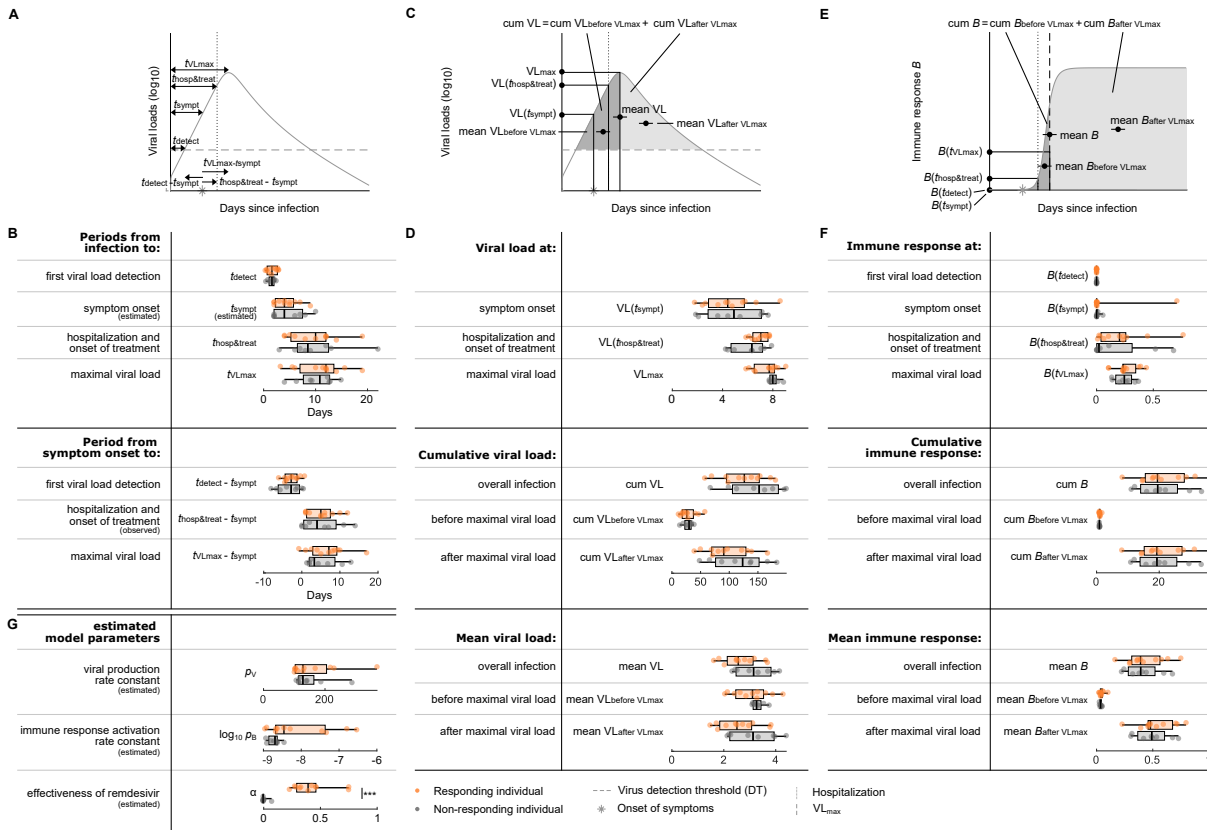 A
Viral loads (log10)
tVLmax
thosp&treat
tsympt
tdetect
tVLmax-tsympt
tdetect-tsympt
thosp&treat - tsympt
Days since infection
C
cum VL = cum VLbefore VLmax + cum VLafter VLmax
Viral loads (log10)
VLmax
VL(thosp&treat)
VL(tsympt)
mean VL
mean VLbefore VLmax
mean VLafter VLmax
Days since infection
E
cum B = cum Bbefore VLmax + cum Bafter VLmax
Immune response B
mean Bafter VLmax
mean B
B(tVLmax)
mean Bbefore VLmax
B(thosp&treat)
B(tdetect)
B(tsympt)
Days since infection
B
Periods from
infection to:
first viral load detection
tdetect
symptom onset
(estimated)
tsympt
(estimated)
hospitalization and
onset of treatment
thosp&treat
maximal viral load
tVLmax
0 10 20
Days
Period from
symptom onset to:
first viral load detection
tdetect - tsympt
hospitalization and
onset of treatment
(observed)
thosp&treat - tsympt
maximal viral load
tVLmax - tsympt
-10 0 10 20
Days
D
Viral load at:
symptom onset
VL(tsympt)
hospitalization and
onset of treatment
VL(thosp&treat)
maximal viral load
VLmax
0 4 8
Cumulative viral load:
overall infection
cum VL
before maximal viral load
cum VLbefore VLmax
after maximal viral load
cum VLafter VLmax
0 50 100 150
Mean viral load:
overall infection
mean VL
before maximal viral load
mean VLbefore VLmax
after maximal viral load
mean VLafter VLmax
0 2 4
F
Immune response at:
first viral load detection
B(tdetect)
symptom onset
B(tsympt)
hospitalization and
onset of treatment
B(thosp&treat)
maximal viral load
B(tVLmax)
0 0.5
Cumulative
immune response:
overall infection
cum B
before maximal viral load
cum Bbefore VLmax
after maximal viral load
cum Bafter VLmax
0 20
Mean immune response:
overall infection
mean B
before maximal viral load
mean Bbefore VLmax
after maximal viral load
mean Bafter VLmax
0 0.5
G
estimated
model parameters
viral production
rate constant
(estimated)
pV
0 200
immune response activation
rate constant
(estimated)
log10 pB
-9 -8 -7 -6
effectiveness of remdesivir
(estimated)
α
***
0 0.5 1
Responding individual
Non-responding individual
Virus detection threshold (DT)
Onset of symptoms
Hospitalization
VLmax